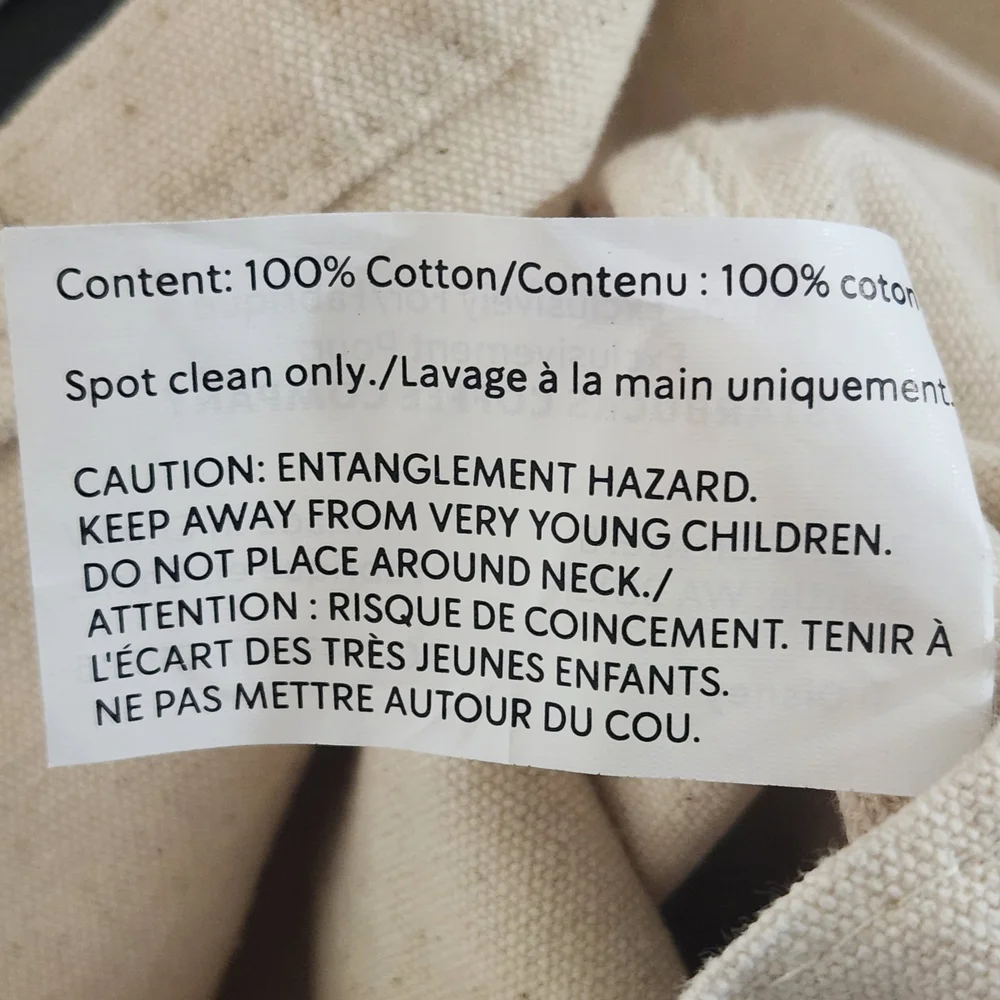 Content: 100% Cotton/Contenu : 100% coton
Spot clean only./Lavage à la main uniquement.
CAUTION: ENTANGLEMENT HAZARD.
KEEP AWAY FROM VERY YOUNG CHILDREN.
DO NOT PLACE AROUND NECK./
ATTENTION : RISQUE DE COINCEMENT. TENIR À
L'ÉCART DES TRÈS JEUNES ENFANTS.
NE PAS METTRE AUTOUR DU COU.